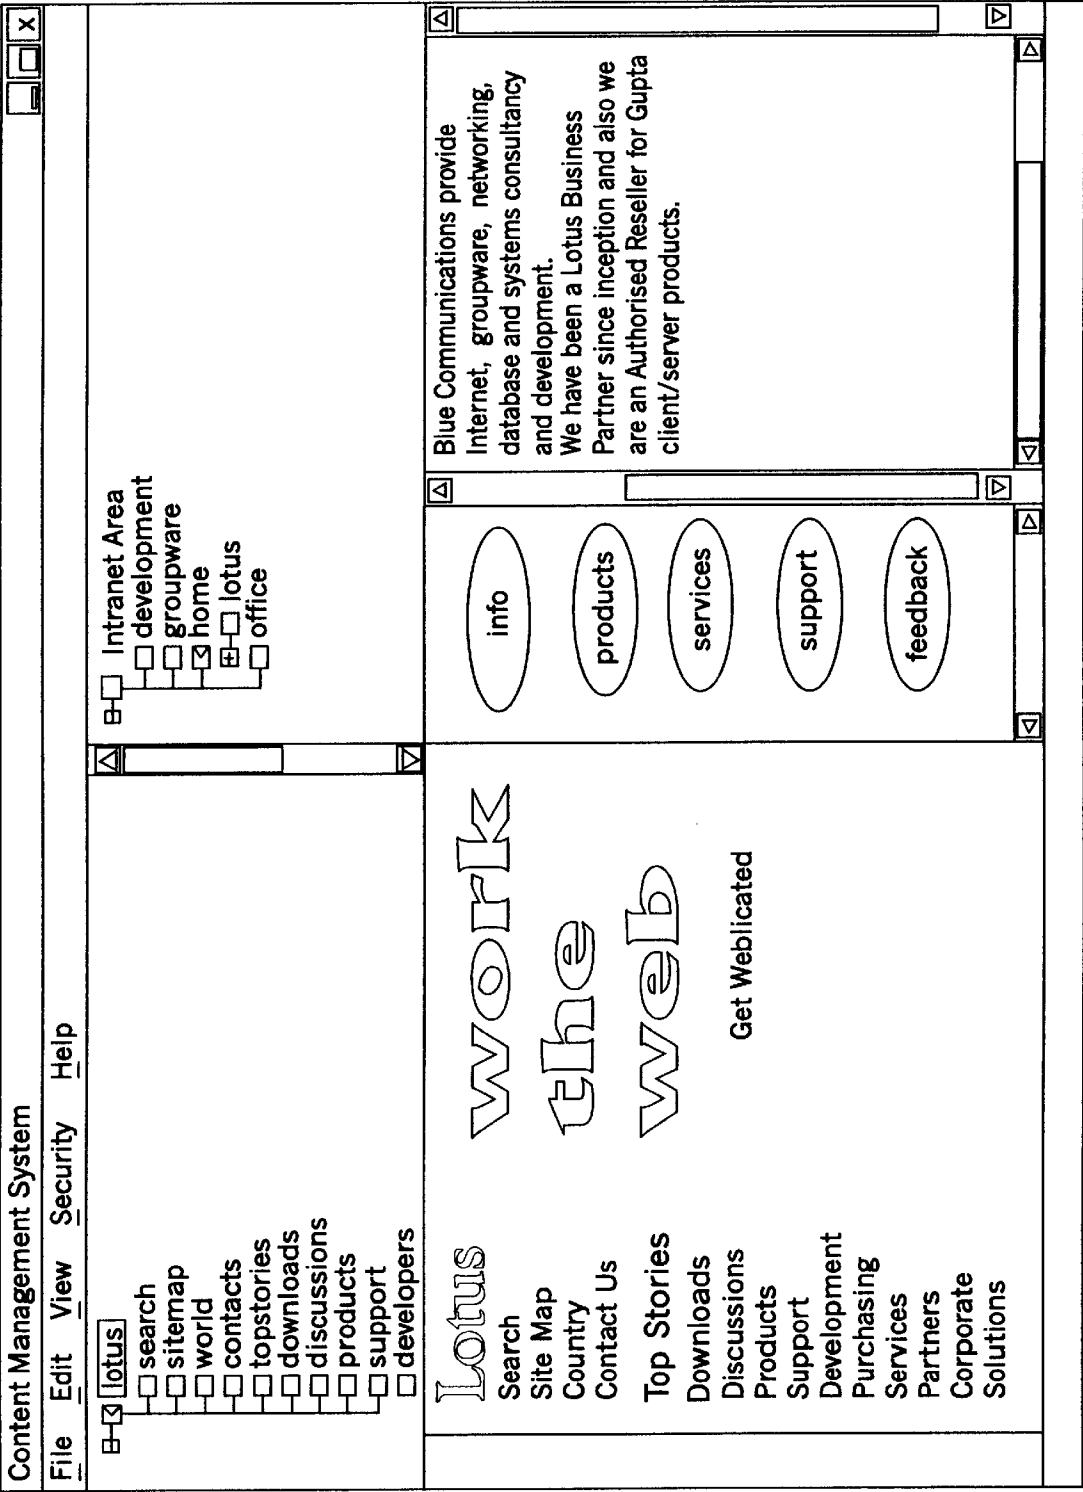 Content Management System
X
File Edit View Security Help
lotus
search
sitemap
world
contacts
topstories
downloads
discussions
products
support
developers
Intranet Area
development
groupware
home
lotus
office
Lotus
Search
Site Map
Country
Contact Us
Top Stories
Downloads
Discussions
Products
Support
Development
Purchasing
Services
Partners
Corporate
Solutions
work
the
web
Get Weblicated
info
products
services
support
feedback
Blue Communications provide
Internet, groupware, networking,
database and systems consultancy
and development.
We have been a Lotus Business
Partner since inception and also we
are an Authorised Reseller for Gupta
client/server products.